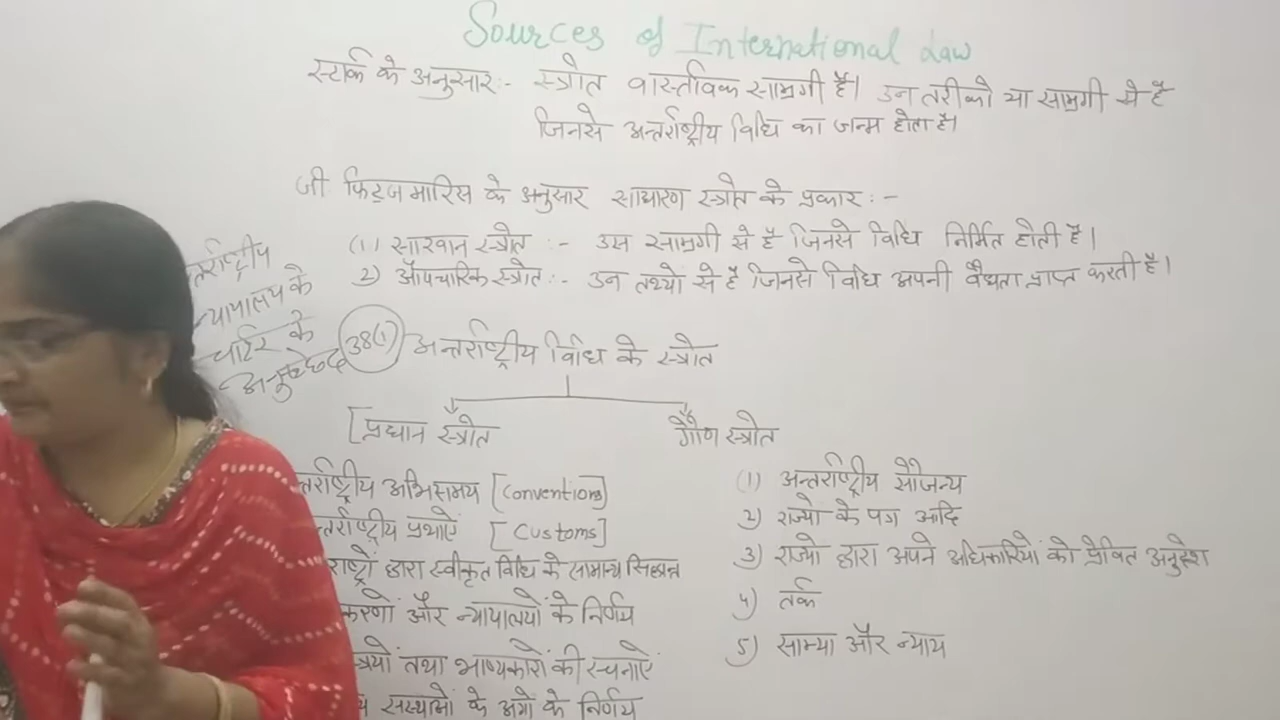 Sources of International Law
स्टार्क के अनुसार:- स्त्रोत वास्तविक सामग्री है। उन तरीको या सामग्री से है
जिनसे अन्तर्राष्ट्रीय विधि का जन्म होता है।
जी फिट्ज मारिस के अनुसार साधारण स्त्रोत के प्रकार :-
(1) सारवान स्त्रोत :- उस सामग्री से है जिनसे विधि निर्मित होती है।
2) औपचारिक स्त्रोत:- उन तथ्यो से है जिनसे विधि अपनी वैधता प्राप्त करती है।
तर्राष्ट्रीय
न्यायालय के
चार्टर के
अनुच्छेद 38(1) अन्तर्राष्ट्रीय विधि के स्त्रोत
[प्रधान स्त्रोत
गौण स्त्रोत
तर्राष्ट्रीय अभिसमय [Conventions]
तर्राष्ट्रीय प्रथाएं [Customs]
राष्ट्रों द्वारा स्वीकृत विधि के सामान्य सिद्धान्त
करणों और न्यायालयों के निर्णय
त्रियों तथा भाष्यकारों की रचनाएं
य संस्थाओं के अंगो के निर्णय
(1) अन्तर्राष्ट्रीय सौजन्य
2) राज्यो के पत्र आदि
3) राज्यो द्वारा अपने अधिकारियों को प्रेषित अनुदेश
4) तर्क
5) साम्या और न्याय